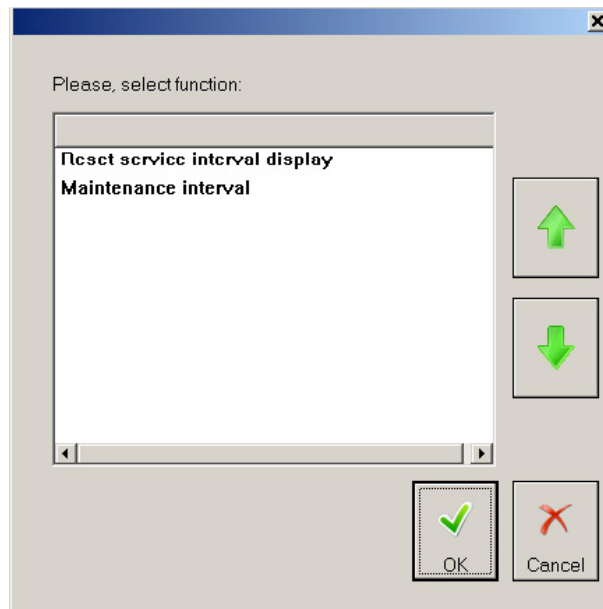 Please, select function:
Reset service interval display
Maintenance interval
OK
Cancel